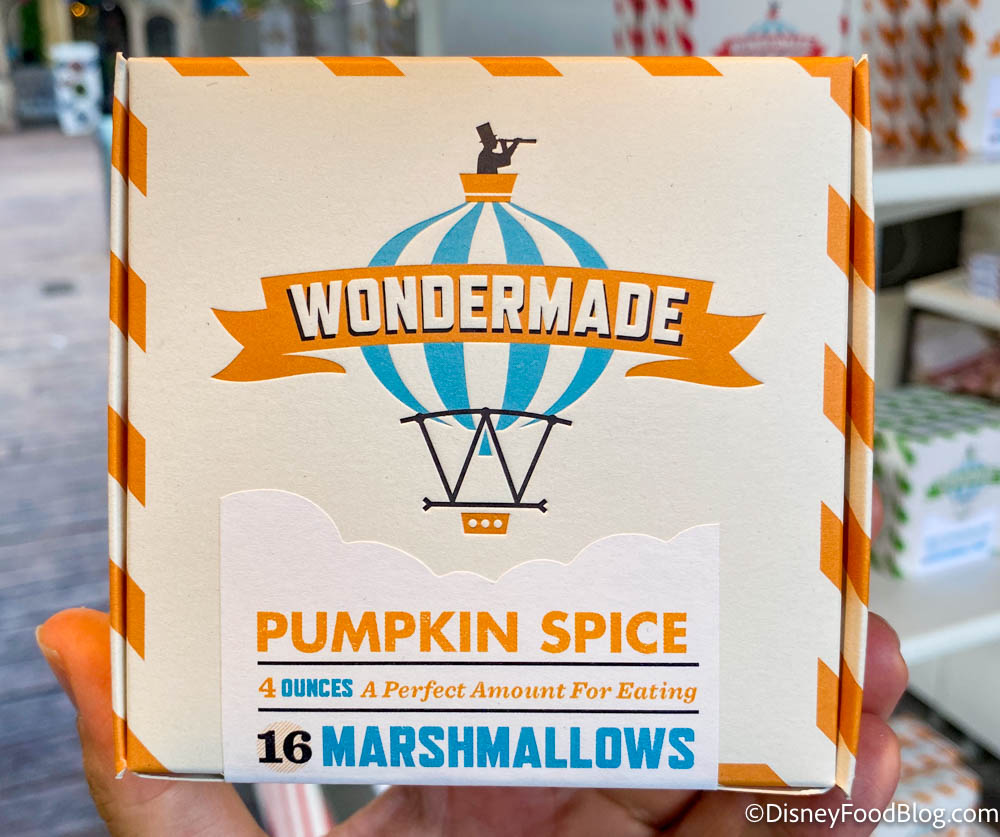 WONDERMADE
PUMPKIN SPICE
4 OUNCES A Perfect Amount For Eating
16 MARSHMALLOWS
©DisneyFoodBlog.com